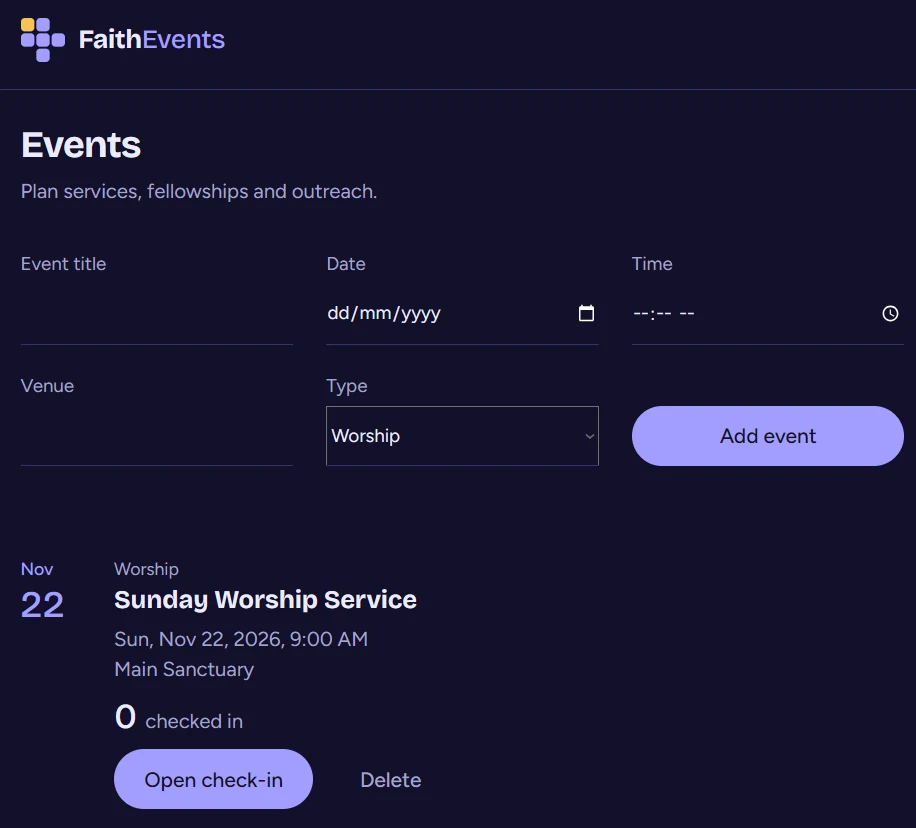 FaithEvents
Events
Plan services, fellowships and outreach.
Event title
Date
Time
dd/mm/yyyy
--:-- --
Venue
Type
Worship
Add event
Nov
22
Worship
Sunday Worship Service
Sun, Nov 22, 2026, 9:00 AM
Main Sanctuary
0 checked in
Open check-in
Delete